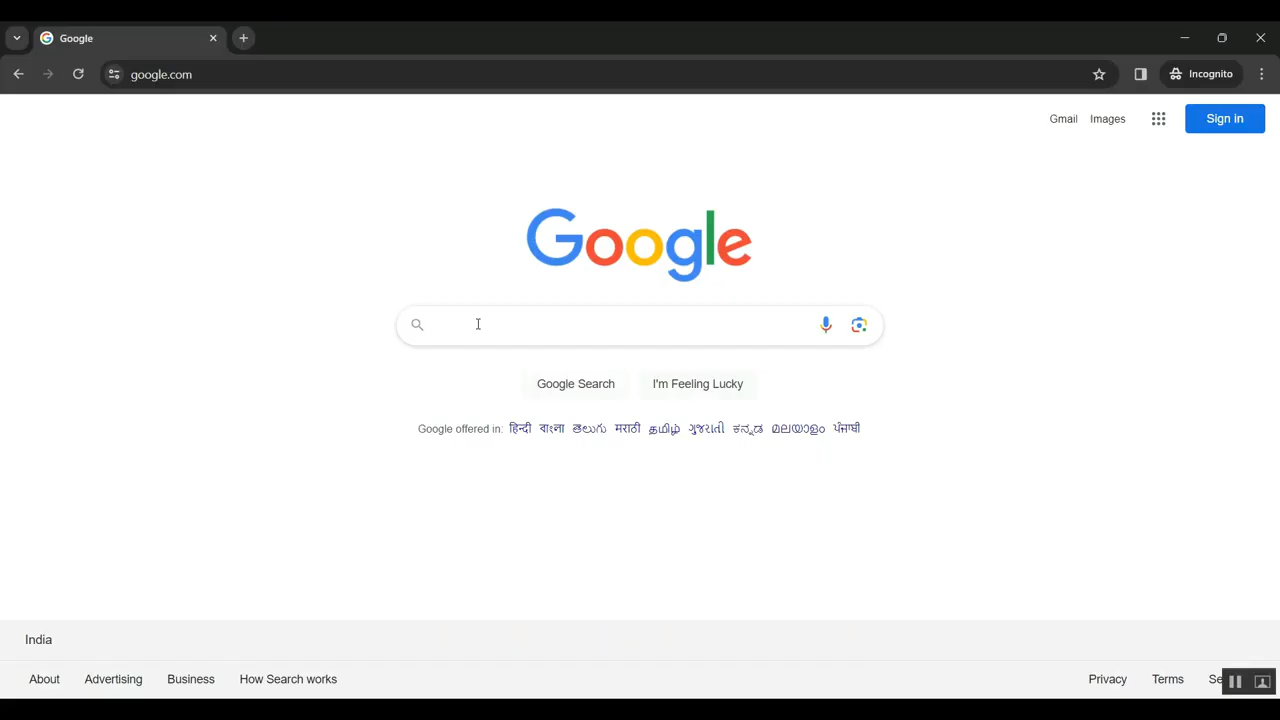 Google
google.com
Incognito
Gmail Images Sign in
Google
Google Search I'm Feeling Lucky
Google offered in: हिन्दी বাংলা తెలుగు मराठी தமிழ் ગુજરાતી ಕನ್ನಡ മലയാളം ਪੰਜਾਬੀ
India
About Advertising Business How Search works Privacy Terms Se